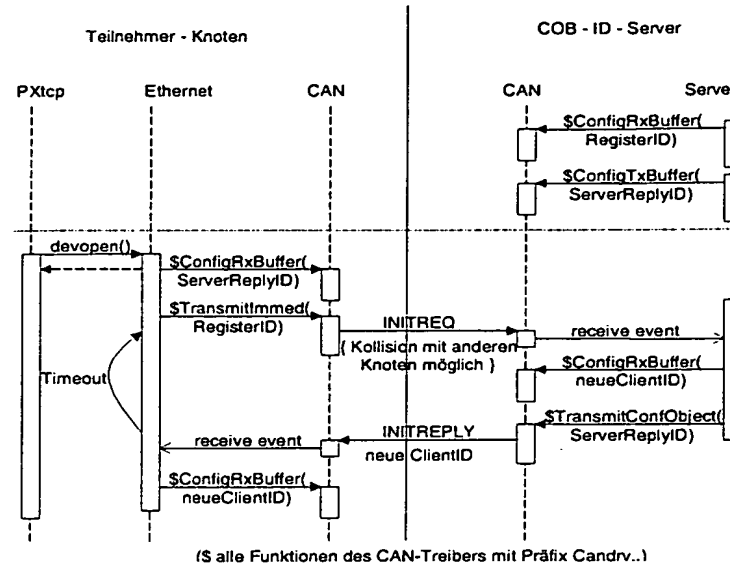 Teilnehmer - Knoten
COB - ID - Server
PXtcp
Ethernet
CAN
CAN
Serve
$ConfigRxBuffer(
RegisterID)
$ConfigTxBuffer(
ServerReplyID)
devopen()
$ConfigRxBuffer(
ServerReplyID)
$TransmitImmed(
RegisterID)
INITREQ
{ Kollision mit anderen
Knoten möglich }
receive event
$ConfigRxBuffer(
neueClientID)
Timeout
$TransmitConfObject(
ServerReplyID)
INITREPLY
neue ClientID
receive event
$ConfigRxBuffer(
neueClientID)
($ alle Funktionen des CAN-Treibers mit Präfix Candrv..)